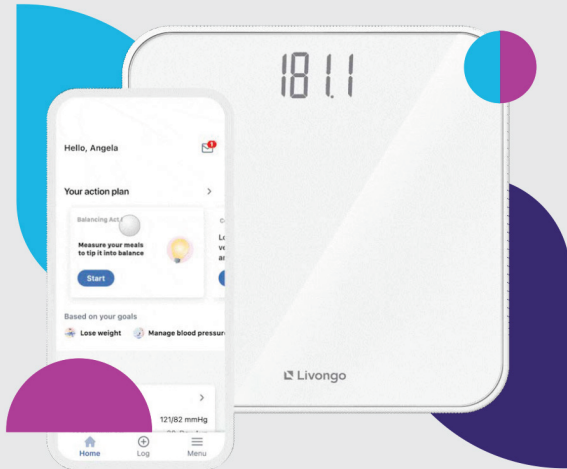 181.1
Hello, Angela
1
Your action plan
Balancing Act
Measure your meals
to tip it into balance
Start
Based on your goals
Lose weight
Manage blood pressure
121/82 mmHg
Home
Log
Menu
Livongo